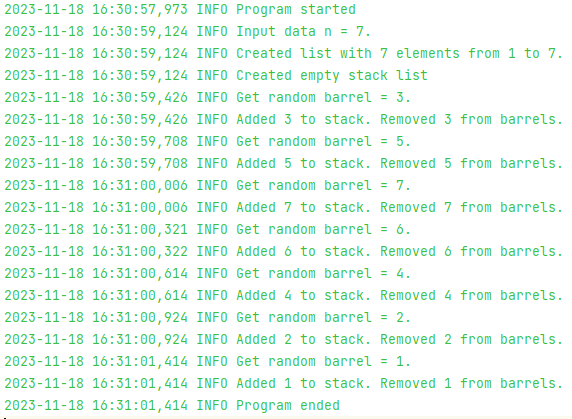 2023-11-18 16:30:57,973 INFO Program started
2023-11-18 16:30:59,124 INFO Input data n = 7.
2023-11-18 16:30:59,124 INFO Created list with 7 elements from 1 to 7.
2023-11-18 16:30:59,124 INFO Created empty stack list
2023-11-18 16:30:59,426 INFO Get random barrel = 3.
2023-11-18 16:30:59,426 INFO Added 3 to stack. Removed 3 from barrels.
2023-11-18 16:30:59,708 INFO Get random barrel = 5.
2023-11-18 16:30:59,708 INFO Added 5 to stack. Removed 5 from barrels.
2023-11-18 16:31:00,006 INFO Get random barrel = 7.
2023-11-18 16:31:00,006 INFO Added 7 to stack. Removed 7 from barrels.
2023-11-18 16:31:00,321 INFO Get random barrel = 6.
2023-11-18 16:31:00,322 INFO Added 6 to stack. Removed 6 from barrels.
2023-11-18 16:31:00,614 INFO Get random barrel = 4.
2023-11-18 16:31:00,614 INFO Added 4 to stack. Removed 4 from barrels.
2023-11-18 16:31:00,924 INFO Get random barrel = 2.
2023-11-18 16:31:00,924 INFO Added 2 to stack. Removed 2 from barrels.
2023-11-18 16:31:01,414 INFO Get random barrel = 1.
2023-11-18 16:31:01,414 INFO Added 1 to stack. Removed 1 from barrels.
2023-11-18 16:31:01,414 INFO Program ended